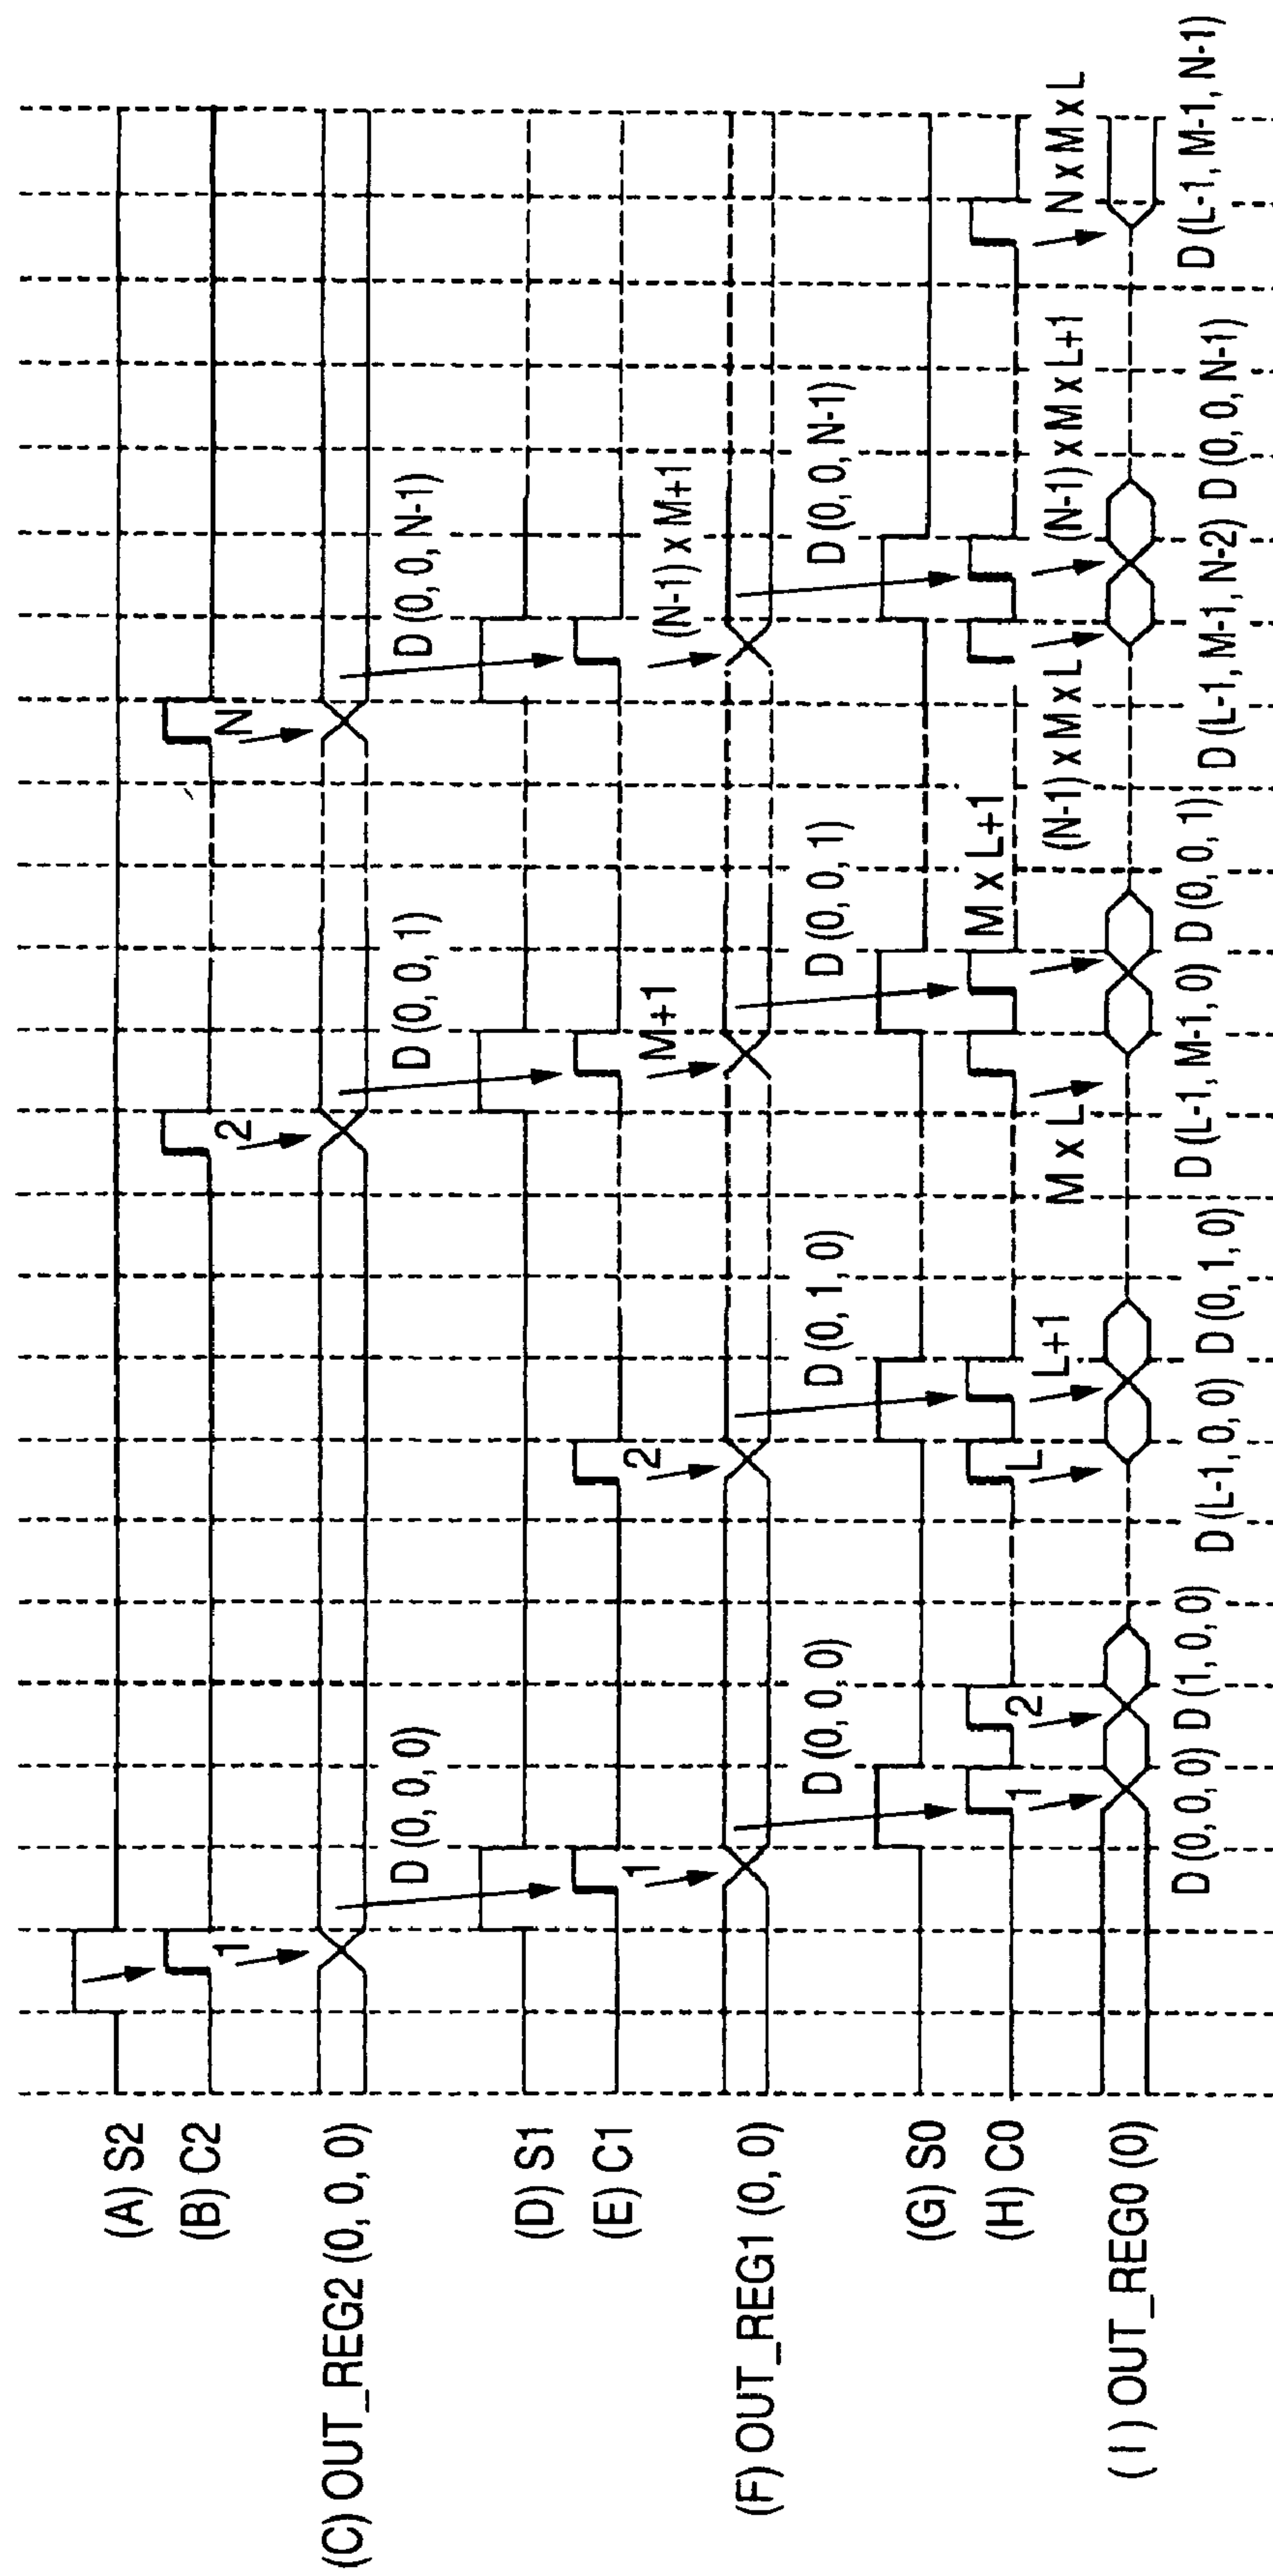 (A) S2
(B) C2
1
2
N
(C) OUT_REG2 (0, 0, 0)
D (0, 0, 0)
D (0, 0, 1)
D (0, 0, N-1)
(D) S1
(E) C1
1
2
M+1
(N-1) x M+1
(F) OUT_REG1 (0, 0)
D (0, 0, 0)
D (0, 1, 0)
D (0, 0, 1)
D (0, 0, N-1)
(G) S0
(H) C0
1
2
L
L+1
M x L
M x L+1
(N-1) x M x L
(N-1) x M x L+1
N x M x L
( I ) OUT_REG0 (0)
D (0, 0, 0) D (1, 0, 0)
D (L-1, 0, 0) D (0, 1, 0)
D (L-1, M-1, 0) D (0, 0, 1)
D (L-1, M-1, N-2) D (0, 0, N-1)
D (L-1, M-1, N-1)